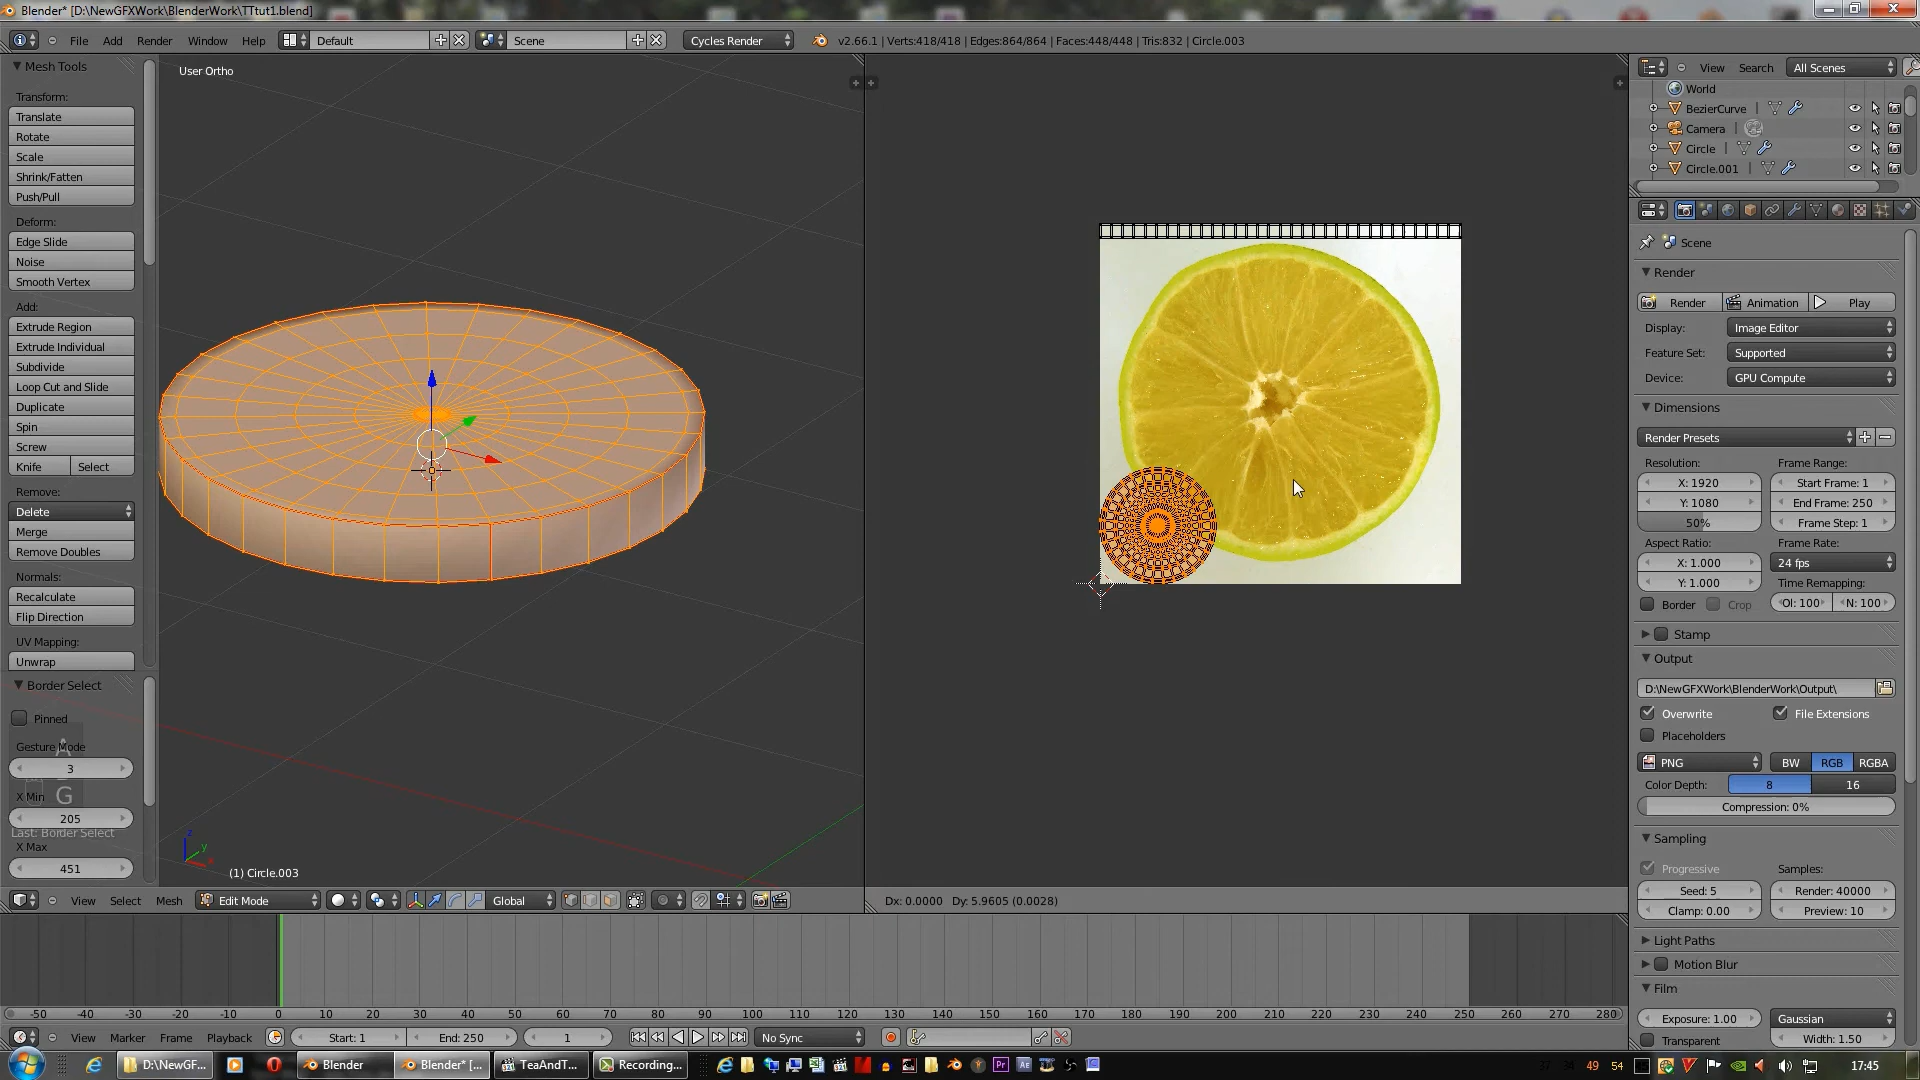 Blender* [D:\NewGFXWork\BlenderWork\TTtut1.blend]
File Add Render Window Help Default Scene Cycles Render v2.66.1 | Verts:418/418 | Edges:864/864 | Faces:448/448 | Tris:832 | Circle.003
Mesh Tools
Transform:
Translate
Rotate
Scale
Shrink/Fatten
Push/Pull
Deform:
Edge Slide
Noise
Smooth Vertex
Add:
Extrude Region
Extrude Individual
Subdivide
Loop Cut and Slide
Duplicate
Spin
Screw
Knife Select
Remove:
Delete
Merge
Remove Doubles
Normals:
Recalculate
Flip Direction
UV Mapping:
Unwrap
Border Select
Pinned
Gesture Mode
A
3
X Min
G
205
Last: Border Select
X Max
451
User Ortho
z
y
(1) Circle.003
View Select Mesh Edit Mode Global
Dx: 0.0000 Dy: 5.9605 (0.0028)
View Search All Scenes
World
BezierCurve
Camera
Circle
Circle.001
Scene
Render
Render Animation Play
Display: Image Editor
Feature Set: Supported
Device: GPU Compute
Dimensions
Render Presets
Resolution: Frame Range:
X: 1920 Start Frame: 1
Y: 1080 End Frame: 250
50% Frame Step: 1
Aspect Ratio: Frame Rate:
X: 1.000 24 fps
Y: 1.000 Time Remapping:
Border Crop Ol: 100 N: 100
Stamp
Output
D:\NewGFXWork\BlenderWork\Output\
Overwrite File Extensions
Placeholders
PNG BW RGB RGBA
Color Depth: 8 16
Compression: 0%
Sampling
Progressive Samples:
Seed: 5 Render: 40000
Clamp: 0.00 Preview: 10
Light Paths
Motion Blur
Film
Exposure: 1.00 Gaussian
Transparent Width: 1.50
-50 -40 -30 -20 -10 0 10 20 30 40 50 60 70 80 90 100 110 120 130 140 150 160 170 180 190 200 210 220 230 240 250 260 270 280
View Marker Frame Playback Start: 1 End: 250 1 No Sync
D:\NewGF... Blender Blender* [... TeaAndT... Recording... Pr Ae 49 54 17:45